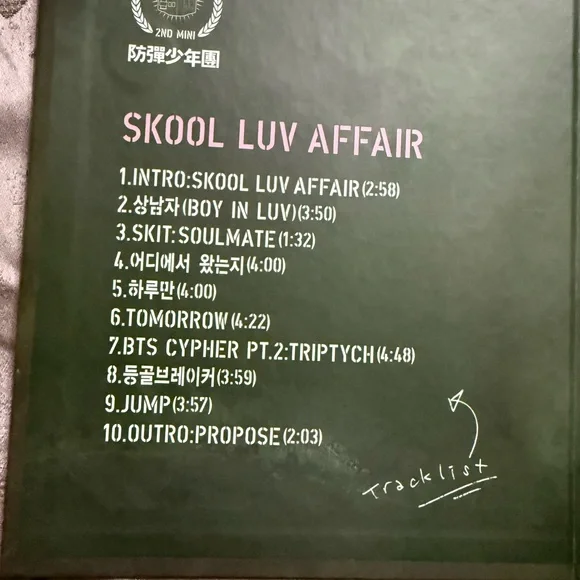 2ND MINI
防彈少年團
SKOOL LUV AFFAIR
1.INTRO:SKOOL LUV AFFAIR(2:58)
2.상남자(BOY IN LUV)(3:50)
3.SKIT:SOULMATE(1:32)
4.어디에서 왔는지(4:00)
5.하루만(4:00)
6.TOMORROW(4:22)
7.BTS CYPHER PT.2:TRIPTYCH(4:48)
8.등골브레이커(3:59)
9.JUMP(3:57)
10.OUTRO:PROPOSE(2:03)
Tracklist